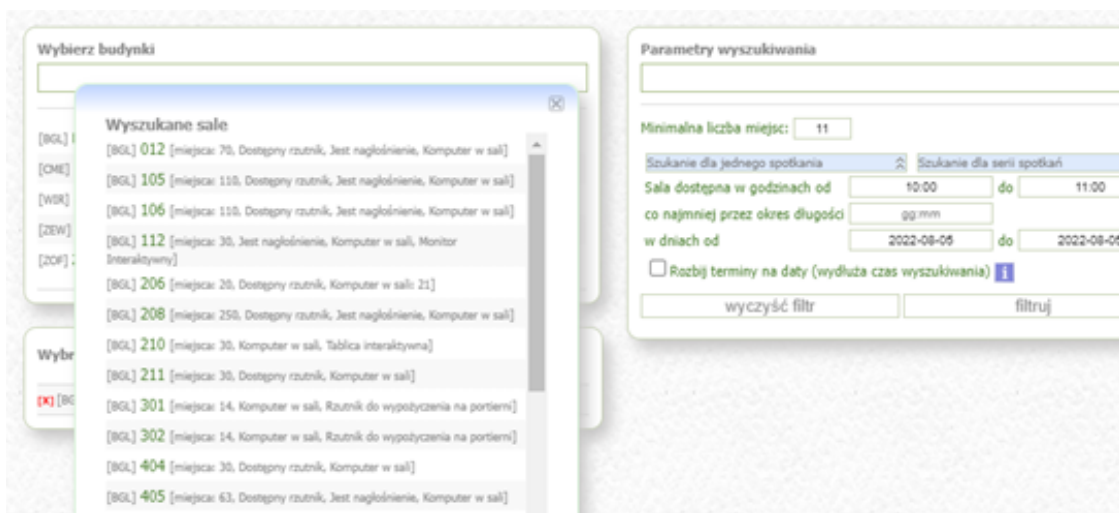 Wybierz budynki
[BGL]
[CME]
[WIR]
[ZEW]
[ZOF]
Wyszukane sale
[BGL] 012 [miejsca: 70, Dostępny rzutnik, Jest nagłośnienie, Komputer w sali]
[BGL] 105 [miejsca: 110, Dostępny rzutnik, Jest nagłośnienie, Komputer w sali]
[BGL] 106 [miejsca: 110, Dostępny rzutnik, Jest nagłośnienie, Komputer w sali]
[BGL] 112 [miejsca: 30, Jest nagłośnienie, Komputer w sali, Monitor
Interaktywny]
[BGL] 206 [miejsca: 20, Dostępny rzutnik, Komputer w sali: 21]
[BGL] 208 [miejsca: 250, Dostępny rzutnik, Jest nagłośnienie, Komputer w sali]
[BGL] 210 [miejsca: 30, Komputer w sali, Tablica interaktywna]
[BGL] 211 [miejsca: 30, Dostępny rzutnik, Komputer w sali]
[BGL] 301 [miejsca: 14, Komputer w sali, Rzutnik do wypożyczenia na portierni]
[BGL] 302 [miejsca: 14, Komputer w sali, Rzutnik do wypożyczenia na portierni]
[BGL] 404 [miejsca: 30, Dostępny rzutnik, Komputer w sali]
[BGL] 405 [miejsca: 63, Dostępny rzutnik, Jest nagłośnienie, Komputer w sali]
Wybr
[X] [BG
Parametry wyszukiwania
Minimalna liczba miejsc: 11
Szukanie dla jednego spotkania Szukanie dla serii spotkań
Sala dostępna w godzinach od 10:00 do 11:00
co najmniej przez okres długości gg:mm
w dniach od 2022-08-05 do 2022-08-05
Rozbij terminy na daty (wydłuża czas wyszukiwania) i
wyczyść filtr filtruj